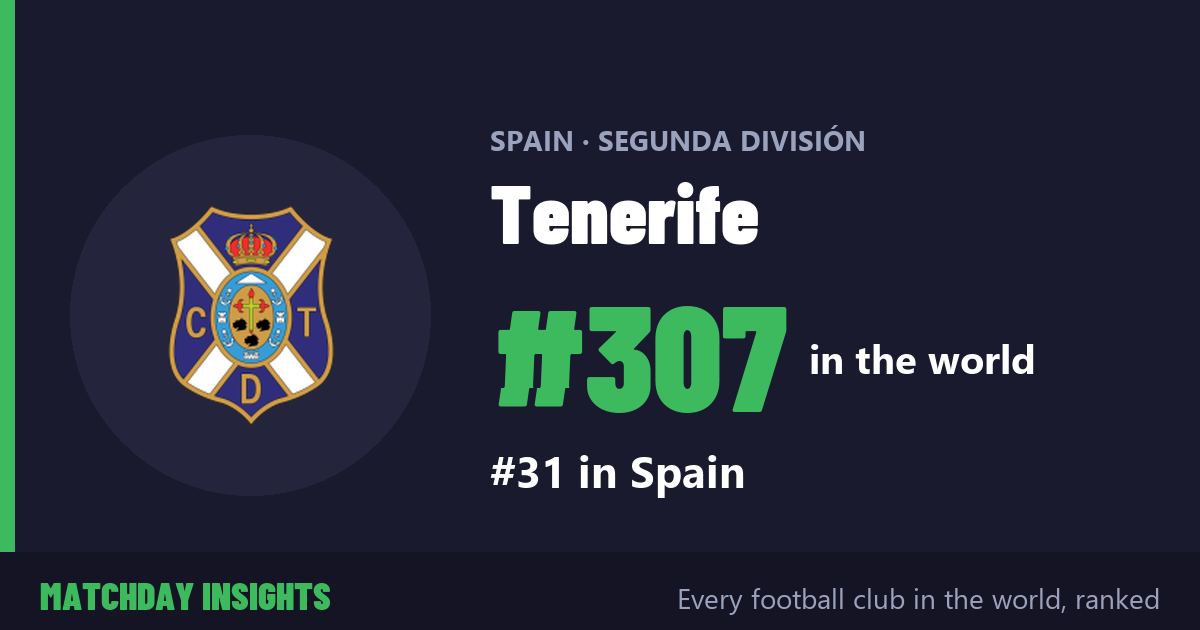 SPAIN · SEGUNDA DIVISIÓN
Tenerife
#307 in the world
#31 in Spain
C T
D
MATCHDAY INSIGHTS
Every football club in the world, ranked